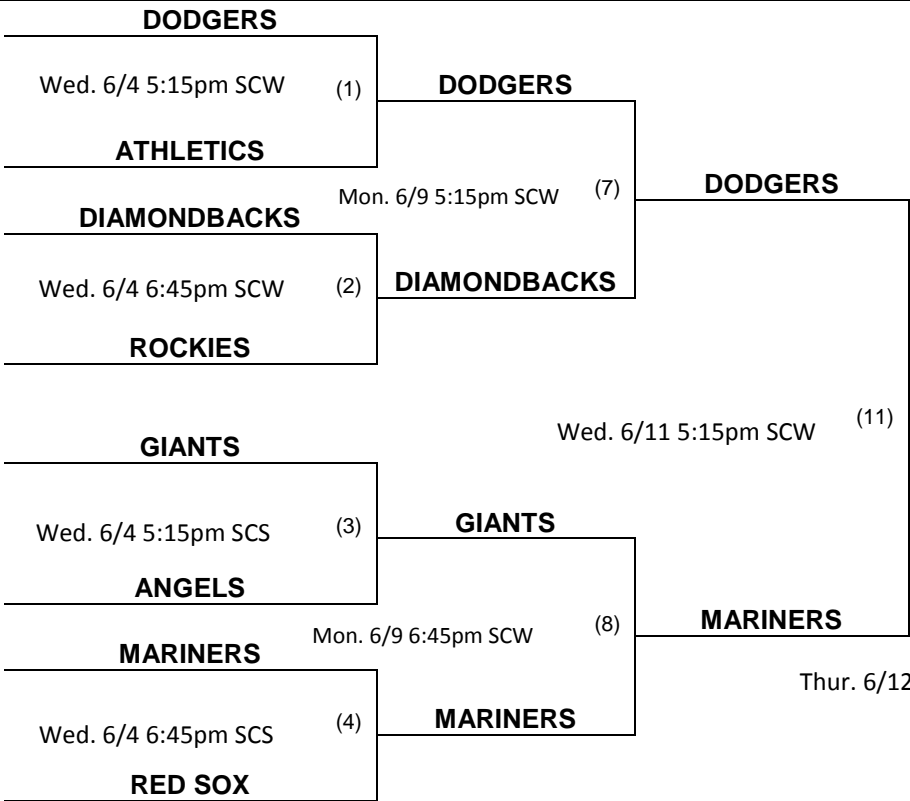 DODGERS
Wed. 6/4 5:15pm SCW (1)
DODGERS
ATHLETICS
Mon. 6/9 5:15pm SCW (7)
DODGERS
DIAMONDBACKS
Wed. 6/4 6:45pm SCW (2)
DIAMONDBACKS
ROCKIES
Wed. 6/11 5:15pm SCW (11)
GIANTS
Wed. 6/4 5:15pm SCS (3)
GIANTS
ANGELS
Mon. 6/9 6:45pm SCW (8)
MARINERS
MARINERS
Thur. 6/12
Wed. 6/4 6:45pm SCS (4)
MARINERS
RED SOX